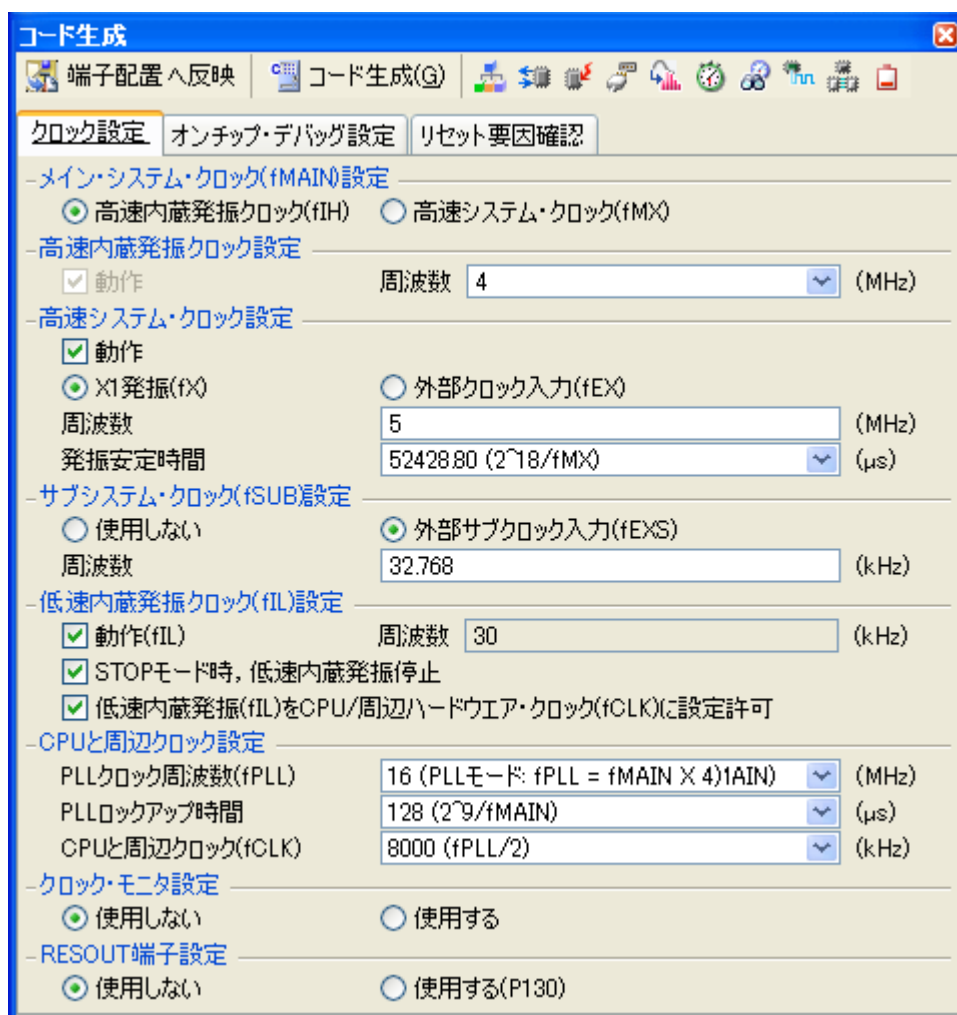 コード生成
端子配置へ反映 コード生成(G)
クロック設定 オンチップ・デバッグ設定 リセット要因確認
メイン・システム・クロック(fMAIN)設定
高速内蔵発振クロック(fIH) 高速システム・クロック(fMX)
高速内蔵発振クロック設定
動作 周波数 4 (MHz)
高速システム・クロック設定
動作
X1発振(fX) 外部クロック入力(fEX)
周波数 5 (MHz)
発振安定時間 52428.80 (2^18/fMX) (μs)
サブシステム・クロック(fSUB)設定
使用しない 外部サブクロック入力(fEXS)
周波数 32.768 (kHz)
低速内蔵発振クロック(fIL)設定
動作(fIL) 周波数 30 (kHz)
STOPモード時, 低速内蔵発振停止
低速内蔵発振(fIL)をCPU/周辺ハードウエア・クロック(fCLK)に設定許可
CPUと周辺クロック設定
PLLクロック周波数(fPLL) 16 (PLLモード: fPLL = fMAIN X 4)1AIN) (MHz)
PLLロックアップ時間 128 (2^9/fMAIN) (μs)
CPUと周辺クロック(fCLK) 8000 (fPLL/2) (kHz)
クロック・モニタ設定
使用しない 使用する
RESOUT端子設定
使用しない 使用する(P130)